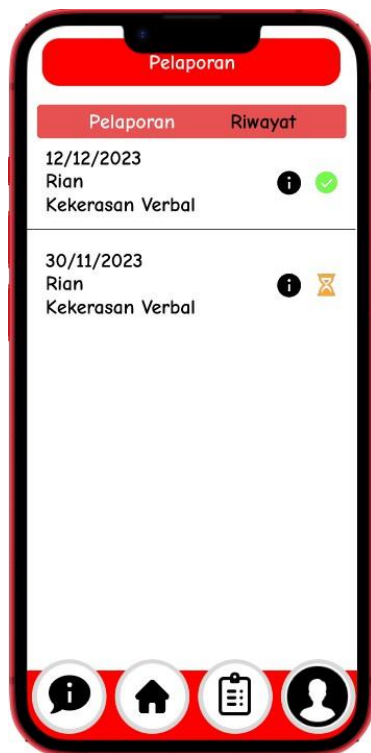 Pelaporan
Pelaporan Riwayat
12/12/2023
Rian
Kekerasan Verbal
30/11/2023
Rian
Kekerasan Verbal